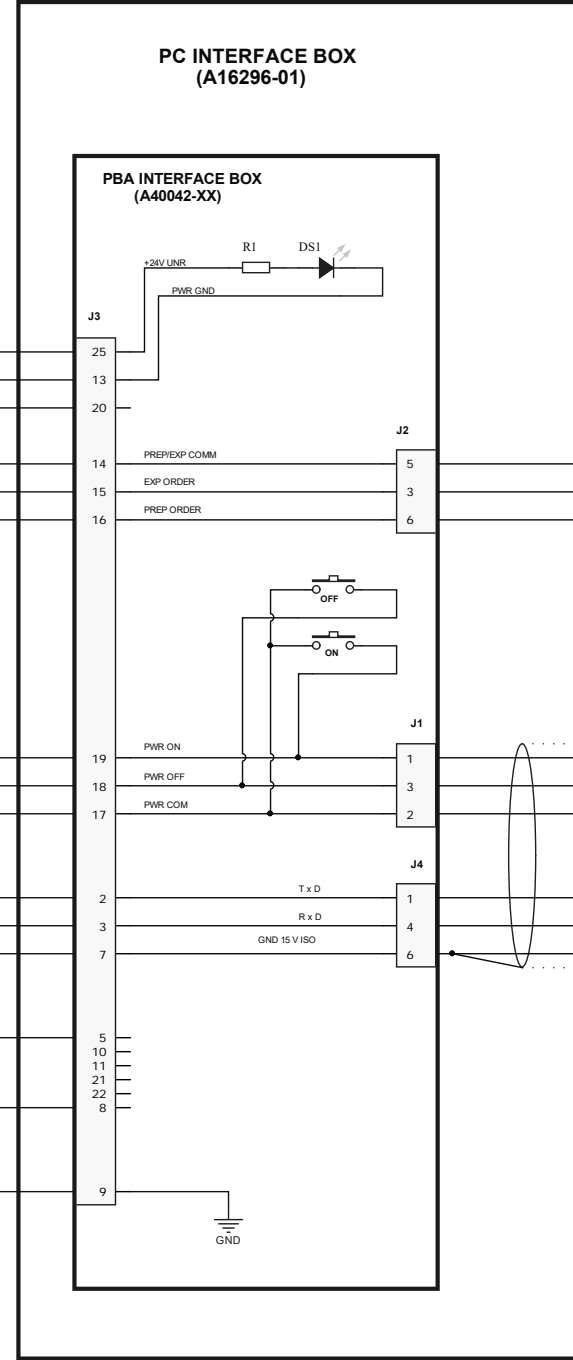 PC INTERFACE BOX
(A16296-01)
PBA INTERFACE BOX
(A40042-XX)
R1 DS1
+24V UNR
PWR GND
J3
25
13
20
J2
14 PREP/EXP COMM 5
15 EXP ORDER 3
16 PREP ORDER 6
OFF
ON
J1
19 PWR ON 1
18 PWR OFF 3
17 PWR COM 2
J4
2 T x D 1
3 R x D 4
7 GND 15 V ISO 6
5
10
11
21
22
8
9
GND